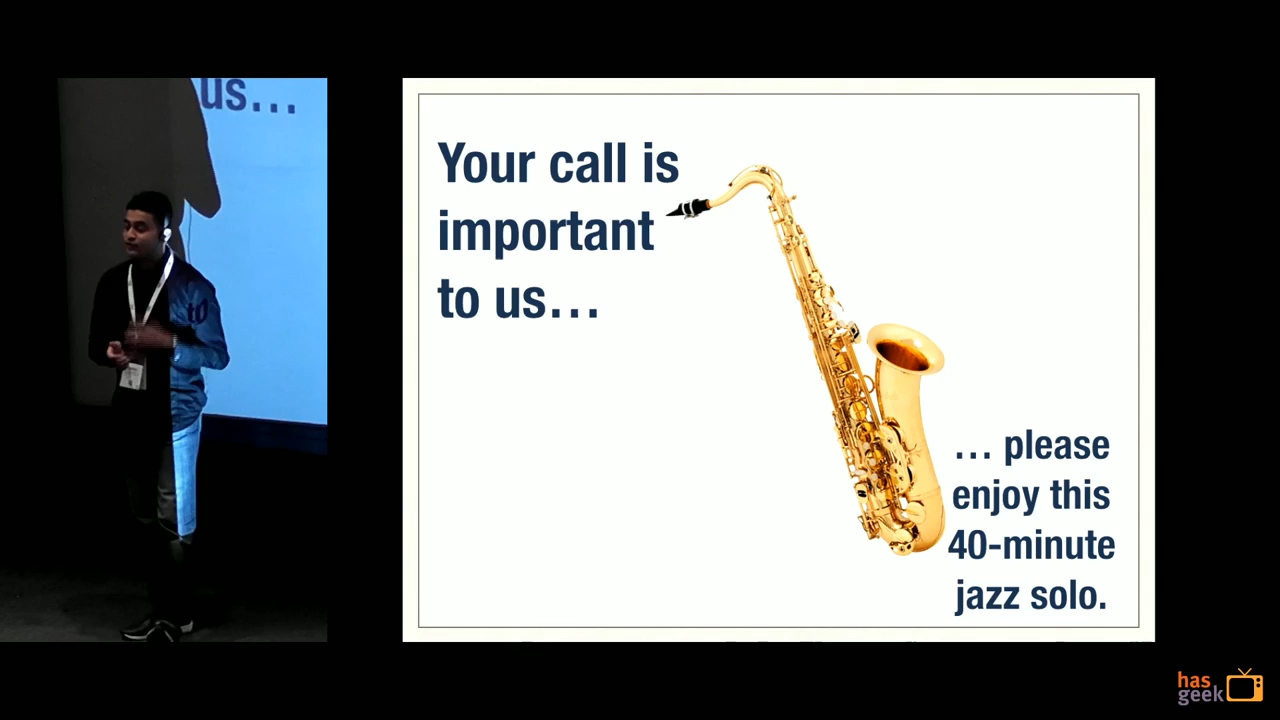 us...
Your call is
important
to us...
... please
enjoy this
40-minute
jazz solo.
has
geek